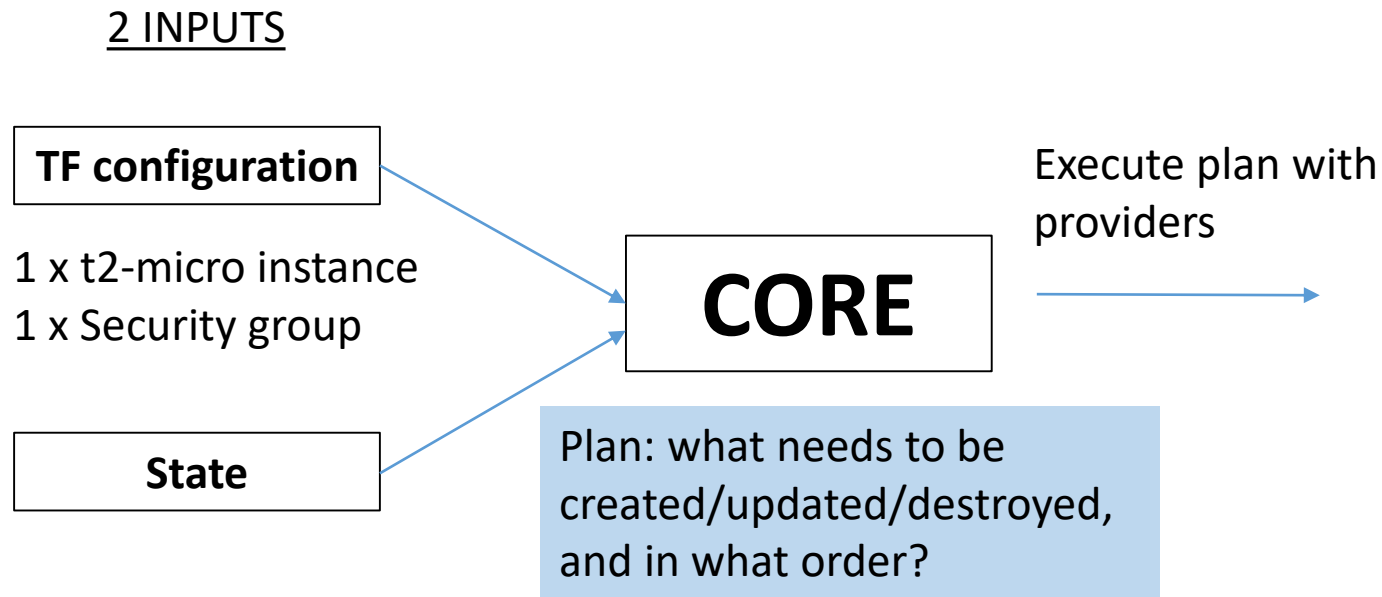 2 INPUTS
TF configuration
1 x t2-micro instance
1 x Security group
State
CORE
Plan: what needs to be
created/updated/destroyed,
and in what order?
Execute plan with
providers